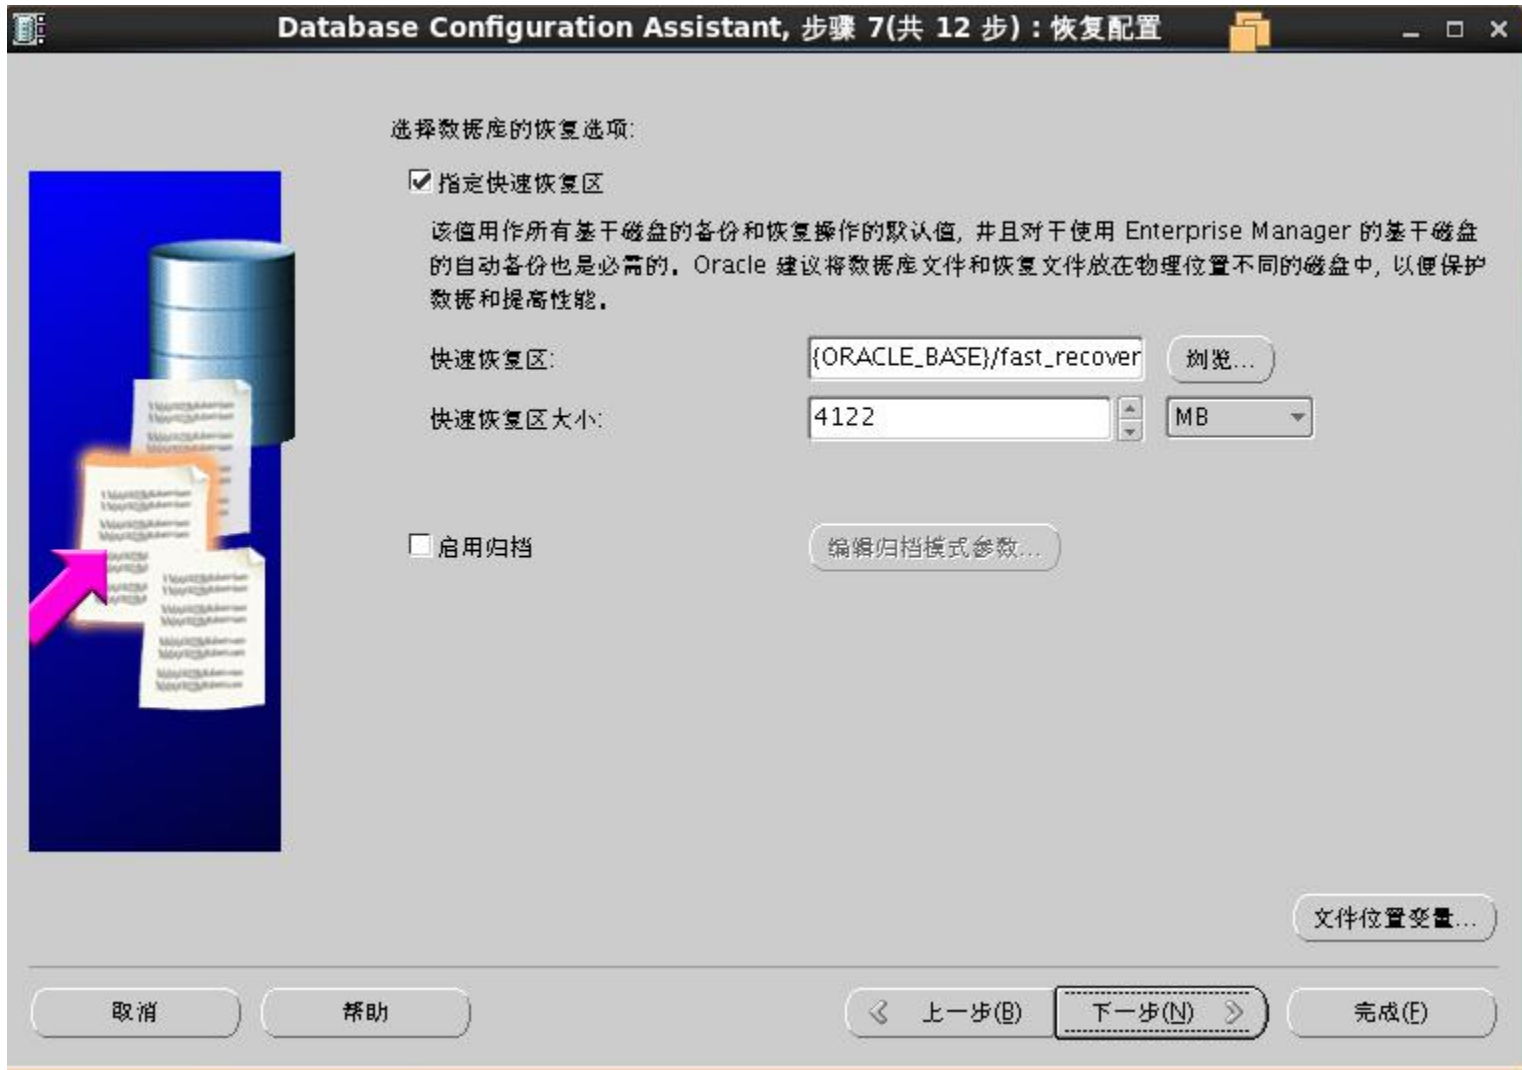 Database Configuration Assistant, 步骤 7(共 12 步) : 恢复配置
选择数据库的恢复选项:
指定快速恢复区
该值用作所有基于磁盘的备份和恢复操作的默认值, 并且对于使用 Enterprise Manager 的基于磁盘
的自动备份也是必需的。Oracle 建议将数据库文件和恢复文件放在物理位置不同的磁盘中, 以便保护
数据和提高性能。
快速恢复区: {ORACLE_BASE}/fast_recover 浏览...
快速恢复区大小: 4122 MB
启用归档 编辑归档模式参数...
文件位置变量...
取消 帮助 上一步(B) 下一步(N) 完成(F)